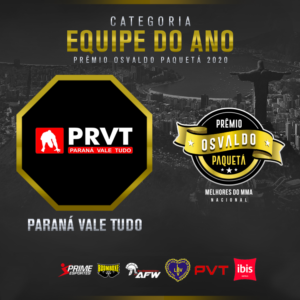 CATEGORIA
EQUIPE DO ANO
PRÊMIO OSVALDO PAQUETÁ 2020
PRVT
PARANÁ VALE TUDO
PRÊMIO
OSVALDO
PAQUETÁ
MELHORES DO MMA
NACIONAL
PARANÁ VALE TUDO
PRIME
ESPORTES
AFW
PVT
ibis